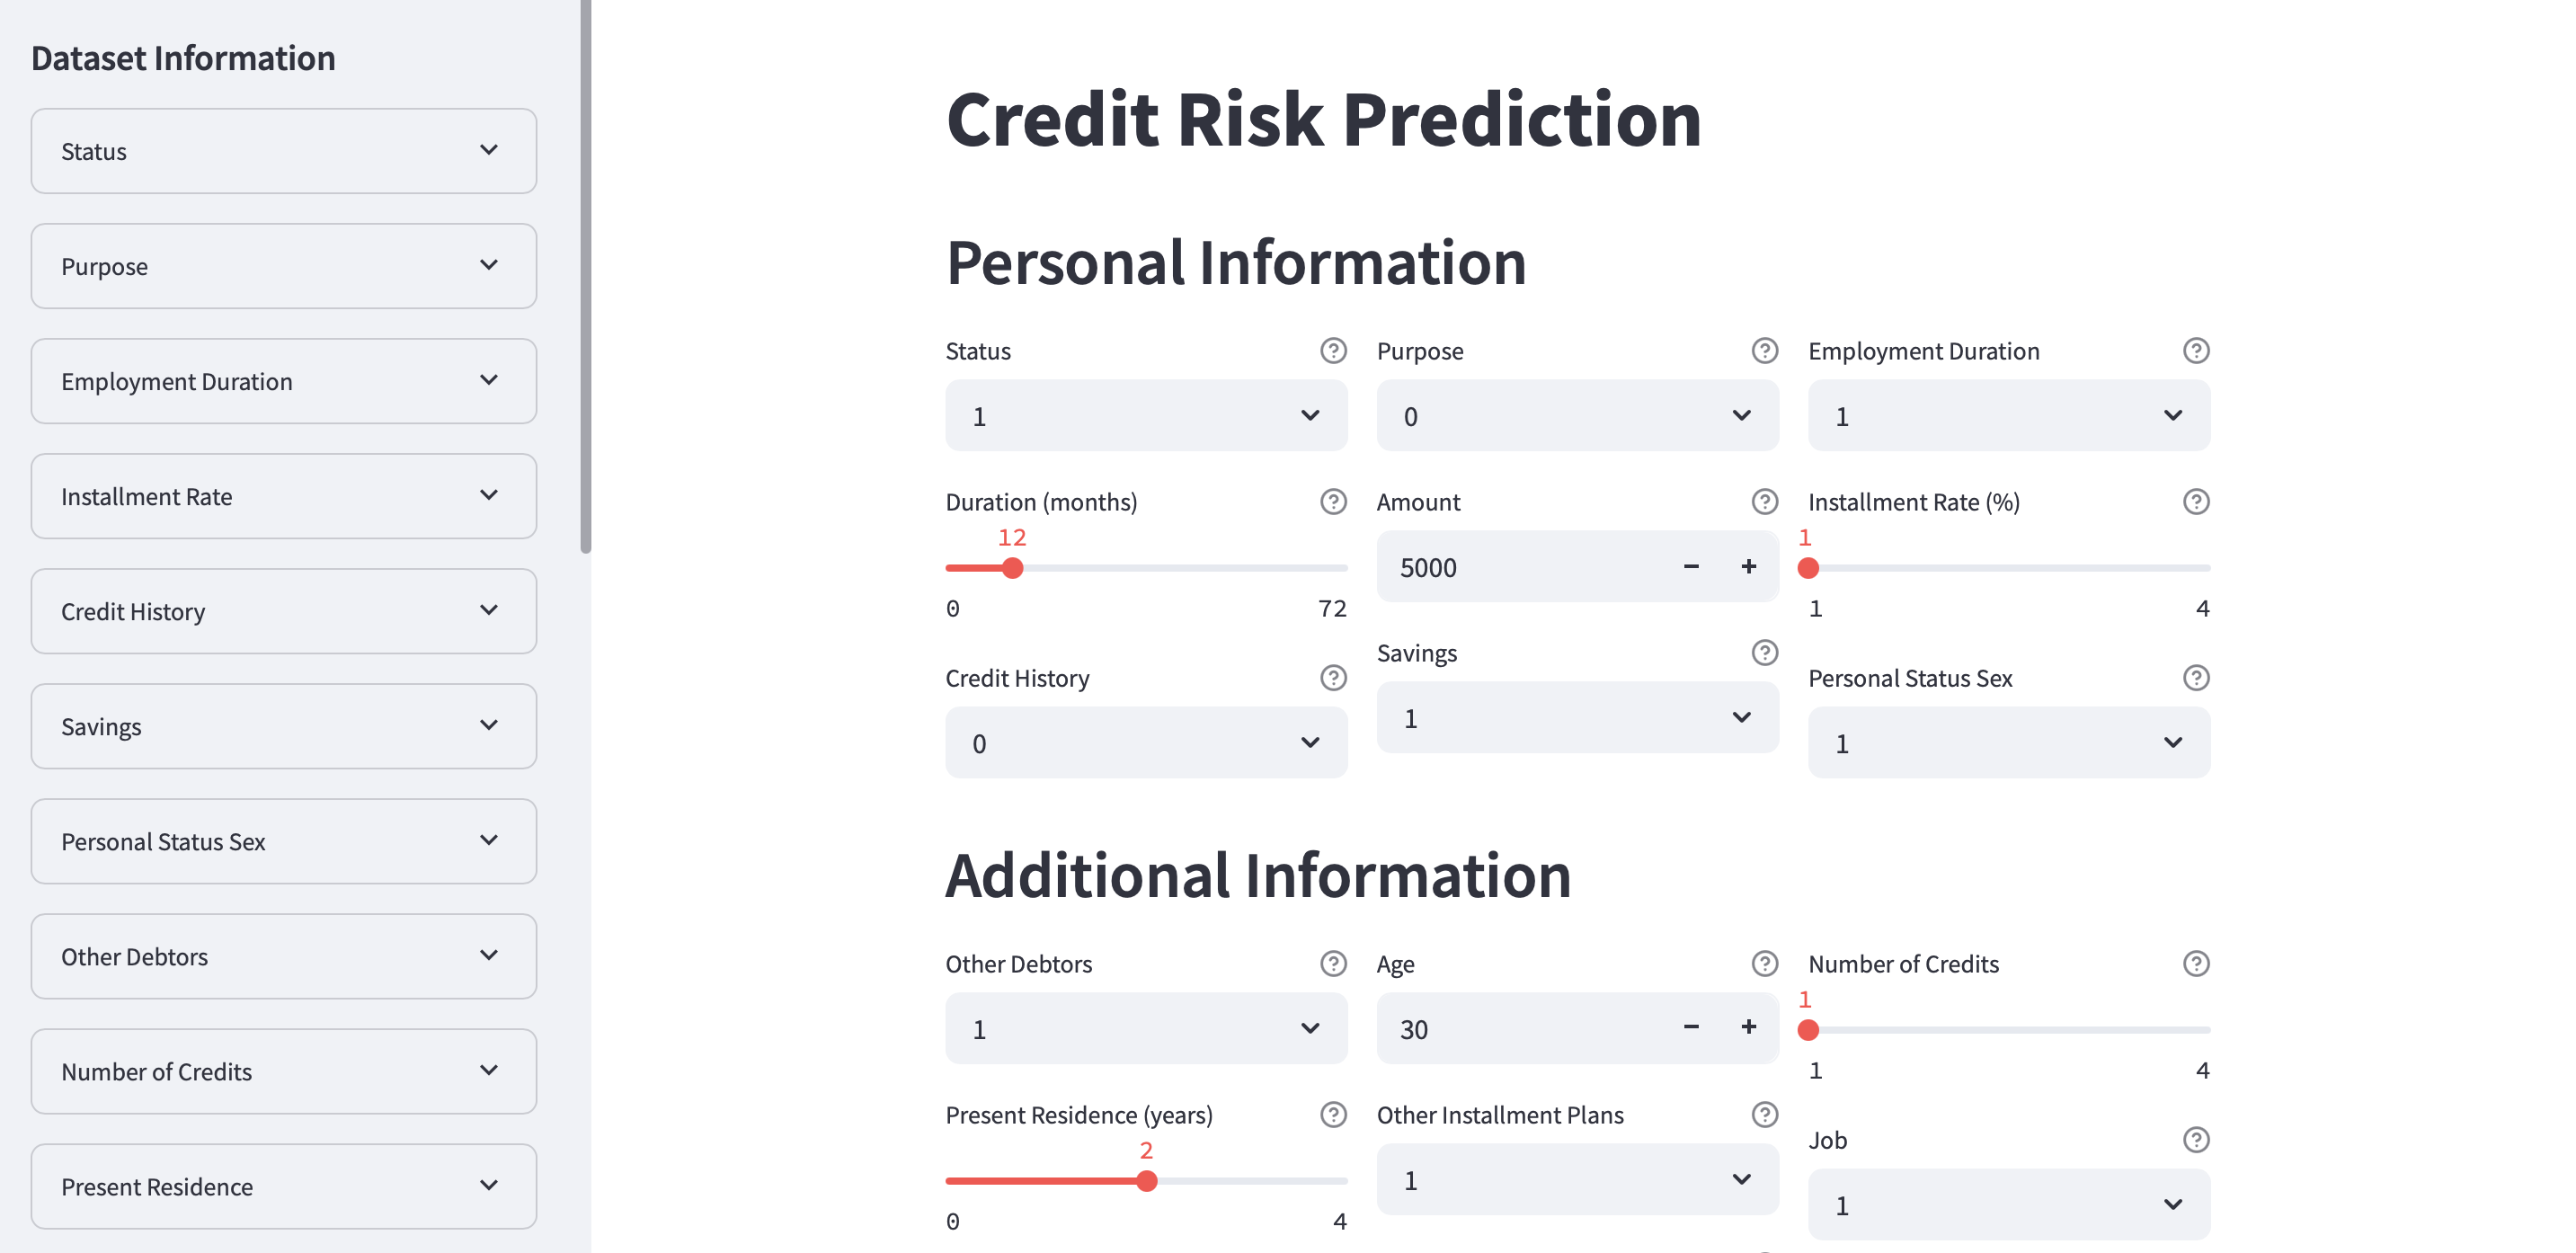 Dataset Information
Status
Purpose
Employment Duration
Installment Rate
Credit History
Savings
Personal Status Sex
Other Debtors
Number of Credits
Present Residence
Credit Risk Prediction
Personal Information
Status
1
Purpose
0
Employment Duration
1
Duration (months)
12
0 72
Amount
5000 − +
Installment Rate (%)
1
1 4
Credit History
0
Savings
1
Personal Status Sex
1
Additional Information
Other Debtors
1
Age
30 − +
Number of Credits
1
1 4
Present Residence (years)
2
0 4
Other Installment Plans
1
Job
1